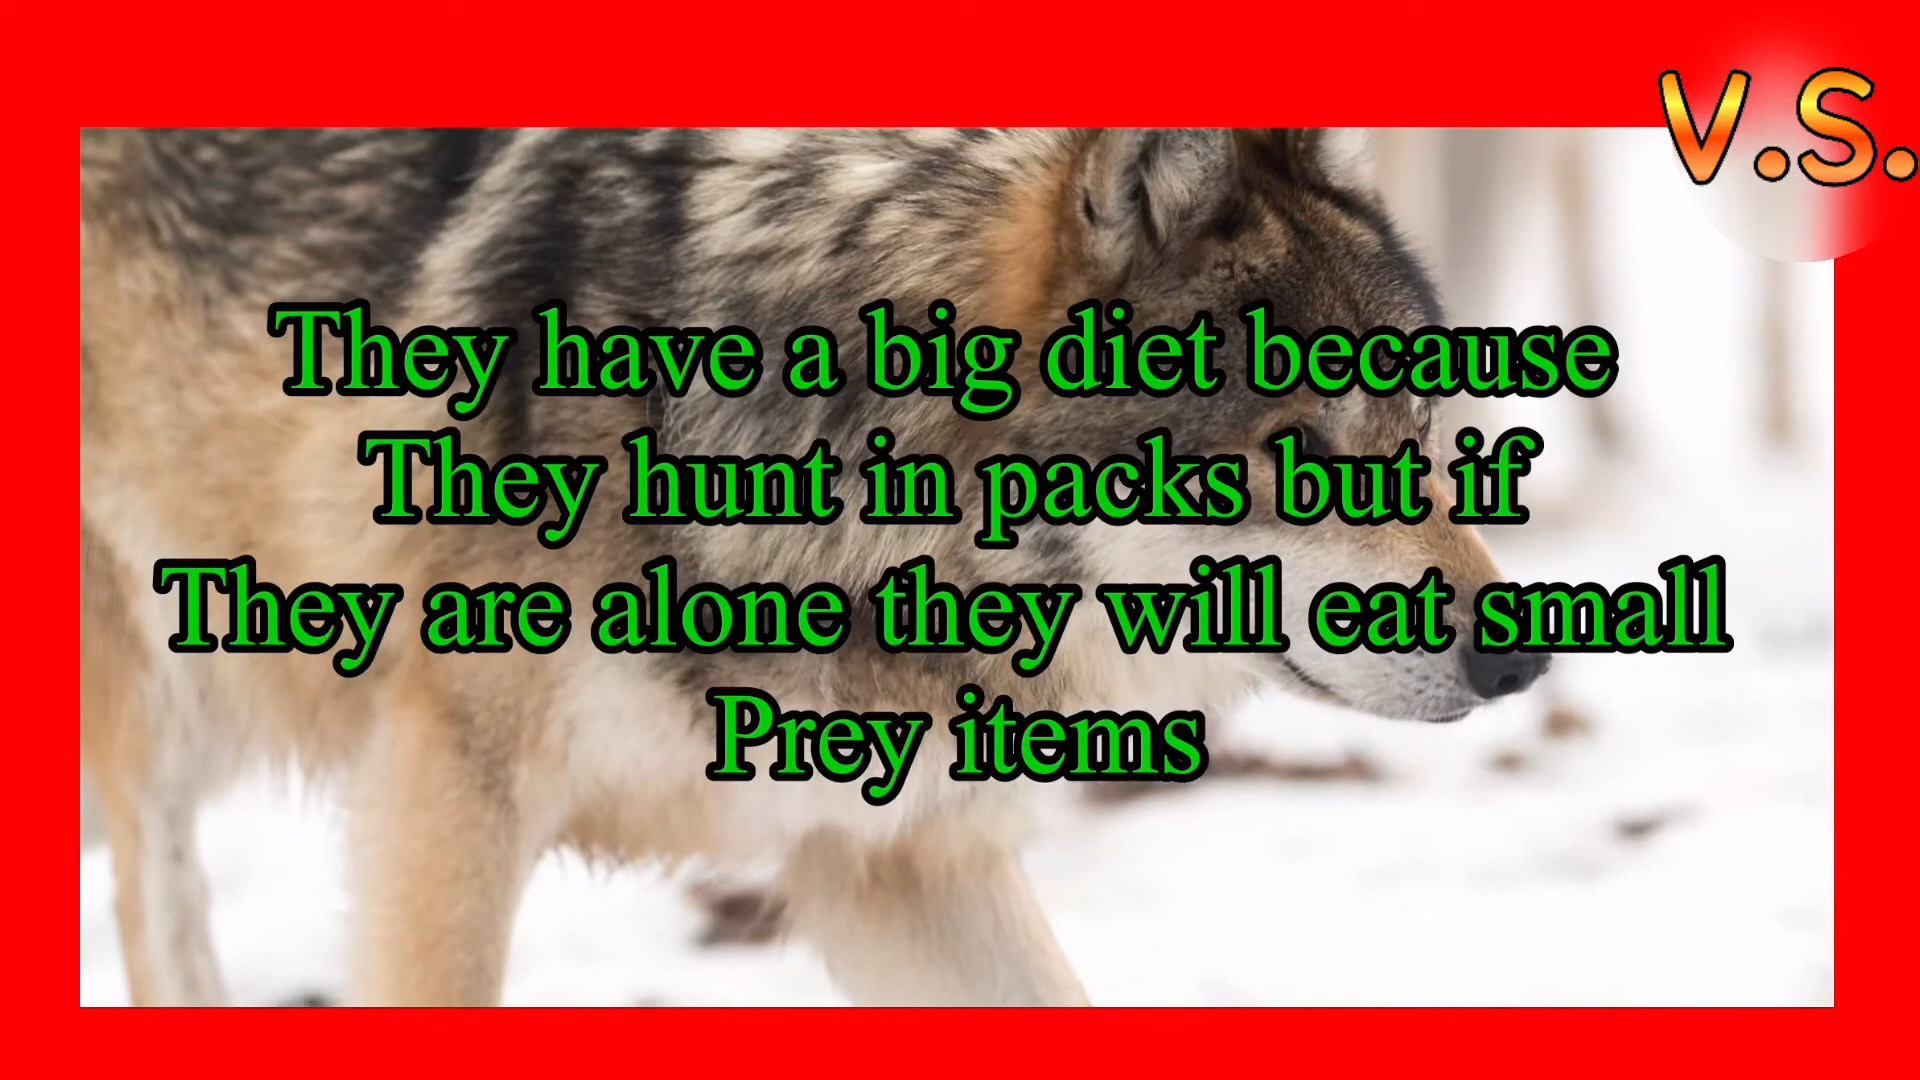 V.S.
They have a big diet because
They hunt in packs but if
They are alone they will eat small
Prey items